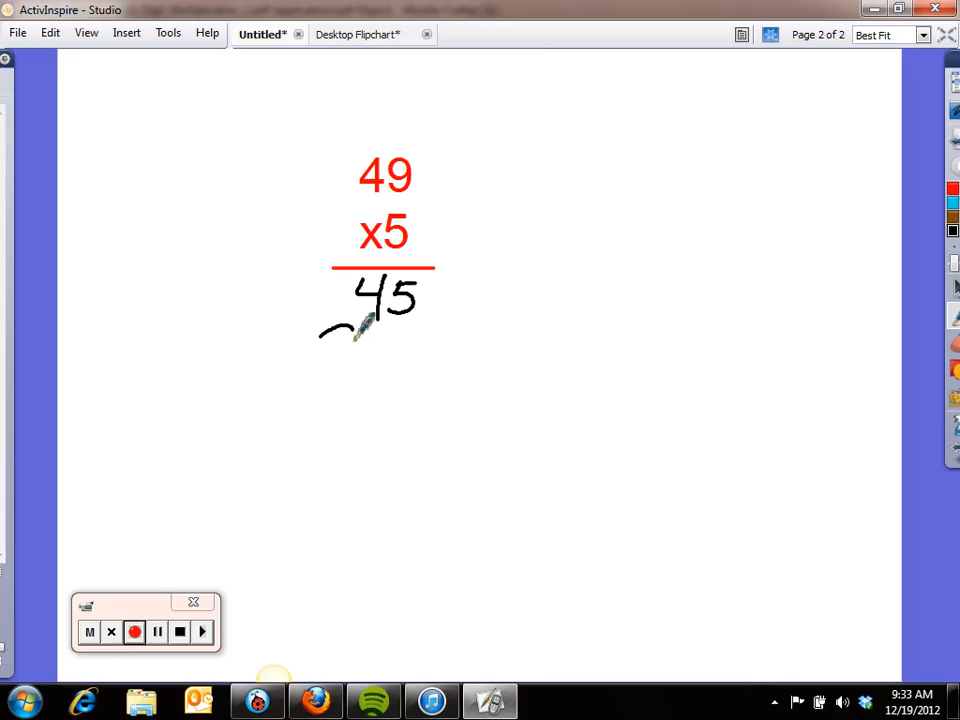 ActivInspire - Studio
File Edit View Insert Tools Help Untitled* Desktop Flipchart* Page 2 of 2 Best Fit
49
x5
45
M
9:33 AM
12/19/2012